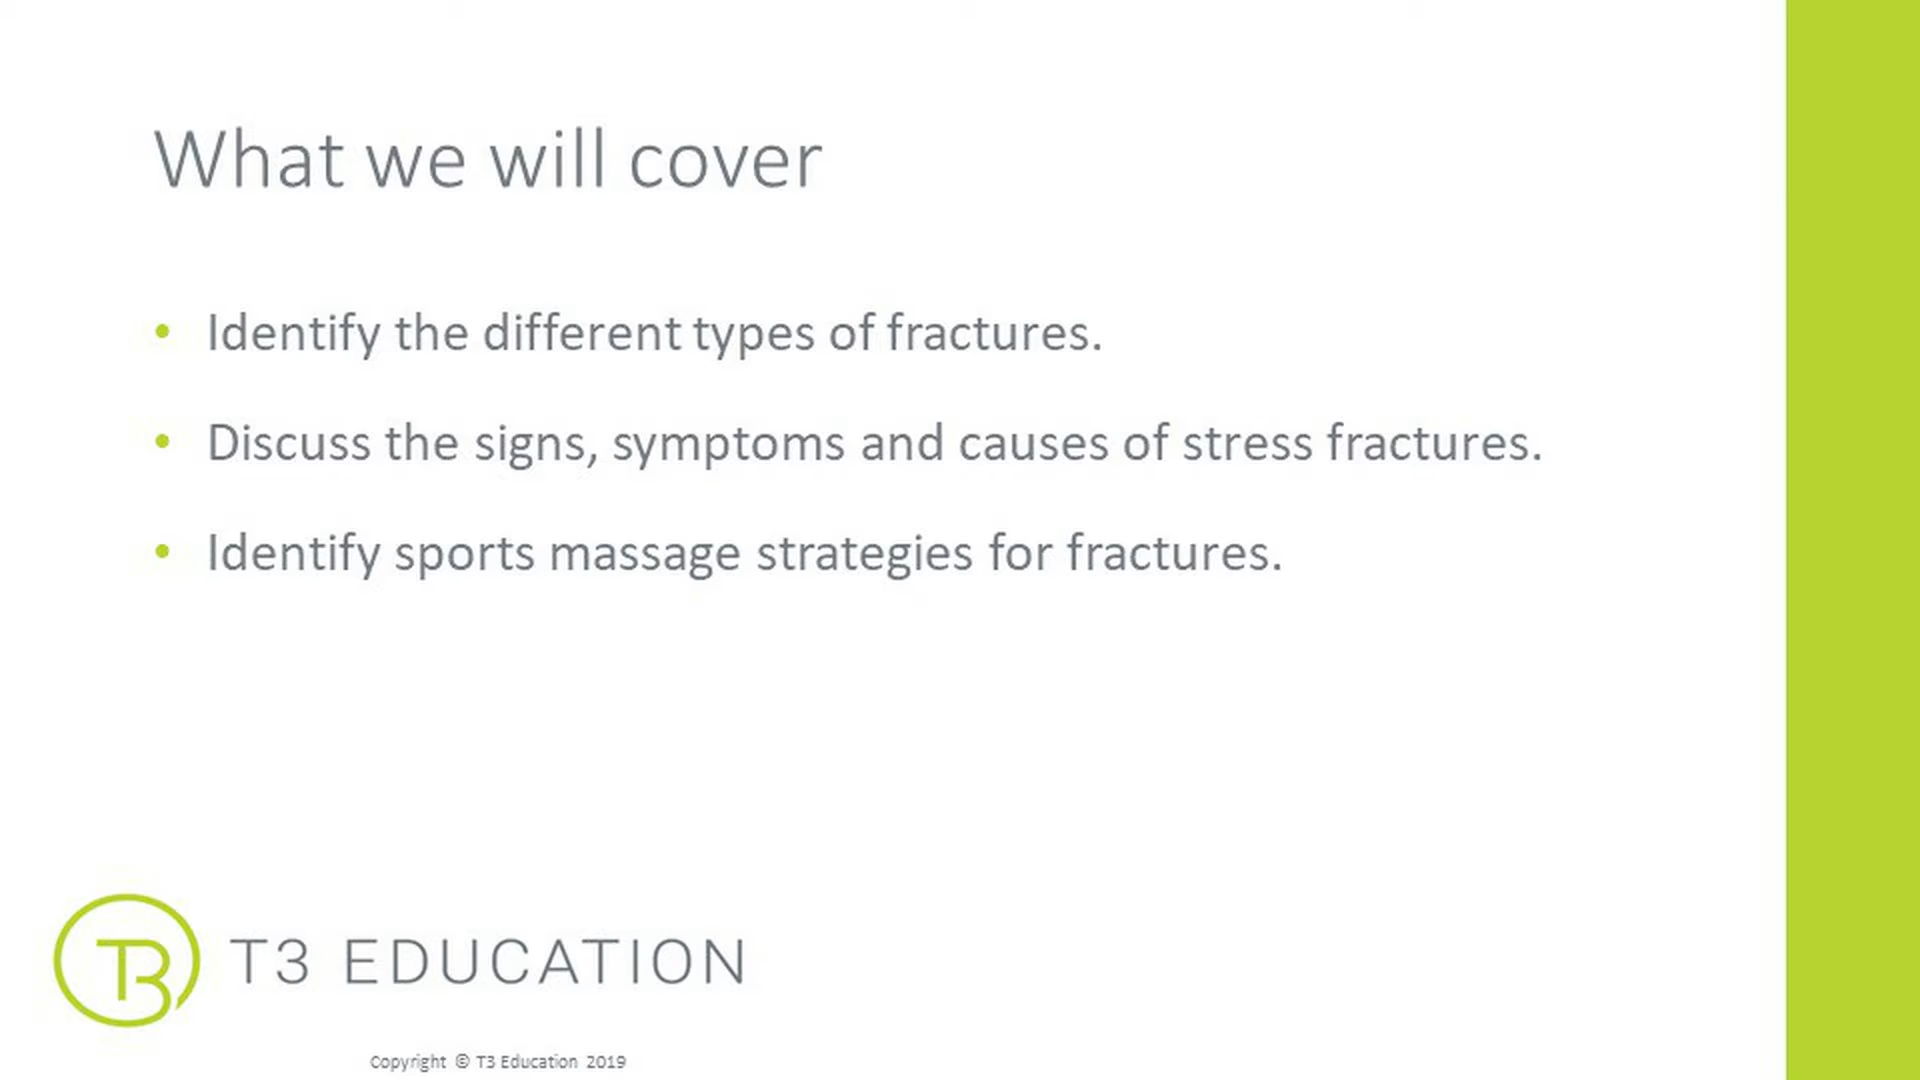 What we will cover
• Identify the different types of fractures.
• Discuss the signs, symptoms and causes of stress fractures.
• Identify sports massage strategies for fractures.
T3 T3 EDUCATION
Copyright © T3 Education 2019